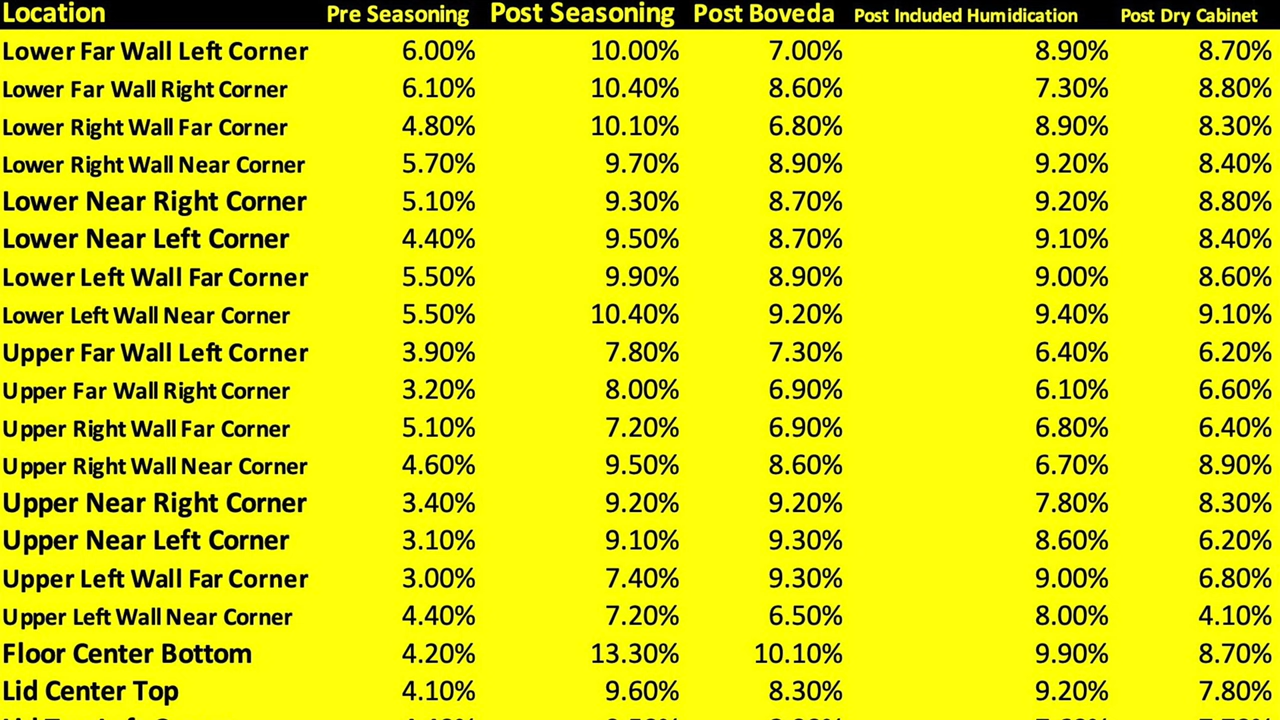 Location Pre Seasoning Post Seasoning Post Boveda Post Included Humidication Post Dry Cabinet
Lower Far Wall Left Corner 6.00% 10.00% 7.00% 8.90% 8.70%
Lower Far Wall Right Corner 6.10% 10.40% 8.60% 7.30% 8.80%
Lower Right Wall Far Corner 4.80% 10.10% 6.80% 8.90% 8.30%
Lower Right Wall Near Corner 5.70% 9.70% 8.90% 9.20% 8.40%
Lower Near Right Corner 5.10% 9.30% 8.70% 9.20% 8.80%
Lower Near Left Corner 4.40% 9.50% 8.70% 9.10% 8.40%
Lower Left Wall Far Corner 5.50% 9.90% 8.90% 9.00% 8.60%
Lower Left Wall Near Corner 5.50% 10.40% 9.20% 9.40% 9.10%
Upper Far Wall Left Corner 3.90% 7.80% 7.30% 6.40% 6.20%
Upper Far Wall Right Corner 3.20% 8.00% 6.90% 6.10% 6.60%
Upper Right Wall Far Corner 5.10% 7.20% 6.90% 6.80% 6.40%
Upper Right Wall Near Corner 4.60% 9.50% 8.60% 6.70% 8.90%
Upper Near Right Corner 3.40% 9.20% 9.20% 7.80% 8.30%
Upper Near Left Corner 3.10% 9.10% 9.30% 8.60% 6.20%
Upper Left Wall Far Corner 3.00% 7.40% 9.30% 9.00% 6.80%
Upper Left Wall Near Corner 4.40% 7.20% 6.50% 8.00% 4.10%
Floor Center Bottom 4.20% 13.30% 10.10% 9.90% 8.70%
Lid Center Top 4.10% 9.60% 8.30% 9.20% 7.80%